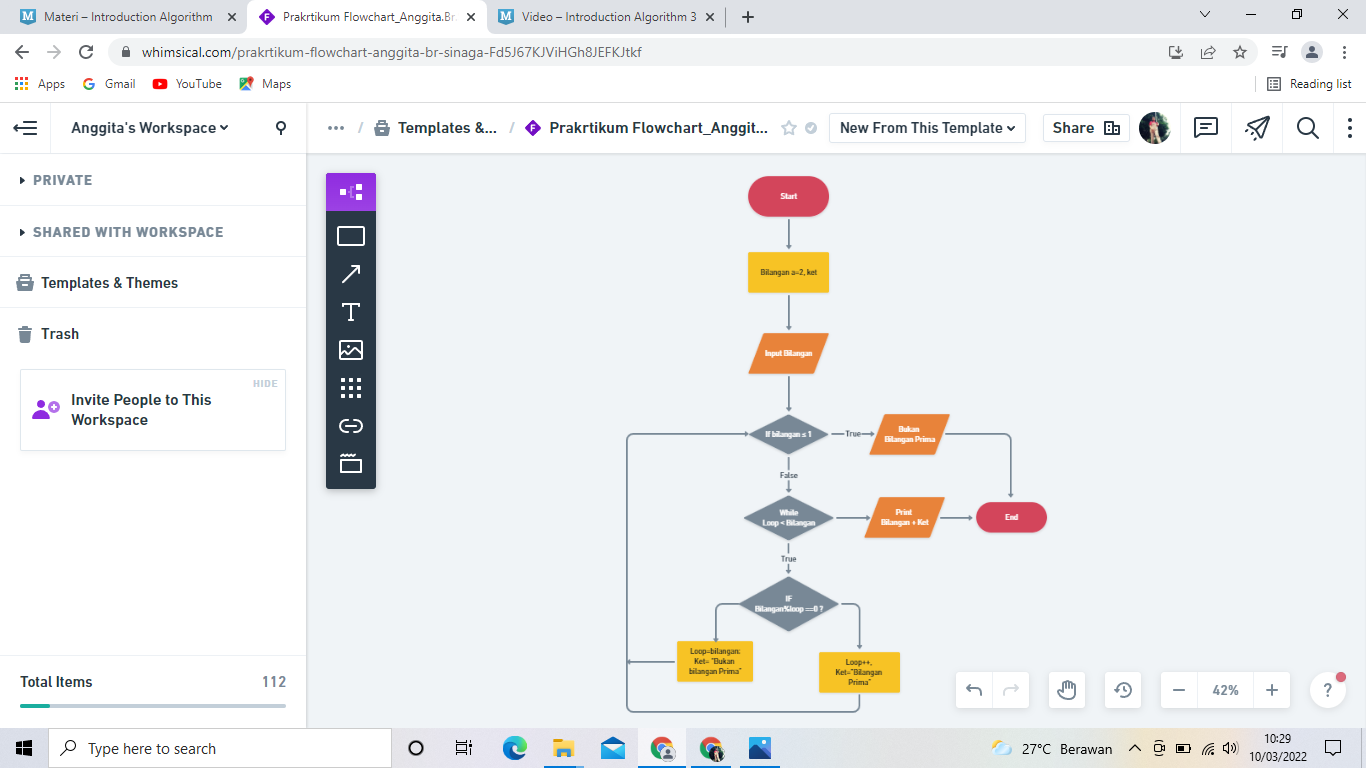 Materi – Introduction Algorithm
Prakrtikum Flowchart_Anggita.Br.
Video – Introduction Algorithm 3
whimsical.com/prakrtikum-flowchart-anggita-br-sinaga-Fd5J67KJViHGh8JEFKJtkf
Apps
Gmail
YouTube
Maps
Reading list
Anggita's Workspace
Templates &...
Prakrtikum Flowchart_Anggit...
New From This Template
Share
PRIVATE
SHARED WITH WORKSPACE
Templates & Themes
Trash
HIDE
Invite People to This
Workspace
Total Items
112
Start
Bilangan a=2, ket
Input Bilangan
If bilangan ≤ 1
True
Bukan
Bilangan Prima
False
While
Loop < Bilangan
Print
Bilangan + Ket
End
True
IF
Bilangan%loop ==0 ?
Loop=bilangan;
Ket= "Bukan
bilangan Prima"
Loop++,
Ket="Bilangan
Prima"
42%
?
Type here to search
27°C Berawan
10:29
10/03/2022